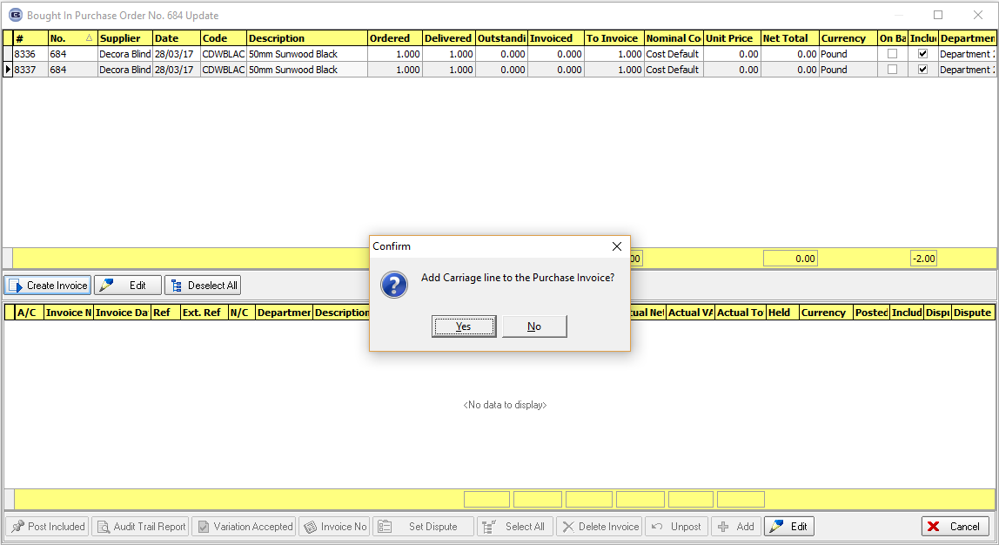 Bought In Purchase Order No. 684 Update
# No. Supplier Date Code Description Ordered Delivered Outstandi Invoiced To Invoice Nominal Co Unit Price Net Total Currency On Ba Includ Departmen
8336 684 Decora Blind 28/03/17 CDWBLAC 50mm Sunwood Black 1.000 1.000 0.000 0.000 1.000 Cost Default 0.00 0.00 Pound Department 2
8337 684 Decora Blind 28/03/17 CDWBLAC 50mm Sunwood Black 1.000 1.000 0.000 0.000 1.000 Cost Default 0.00 0.00 Pound Department 2
Confirm
00 0.00 -2.00
Add Carriage line to the Purchase Invoice?
Yes No
Create Invoice Edit Deselect All
A/C Invoice N Invoice Da Ref Ext. Ref N/C Departmer Description tual Net Actual VA Actual To Held Currency Posted Includ Dispu Dispute
<No data to display>
Post Included Audit Trail Report Variation Accepted Invoice No Set Dispute Select All Delete Invoice Unpost Add Edit Cancel